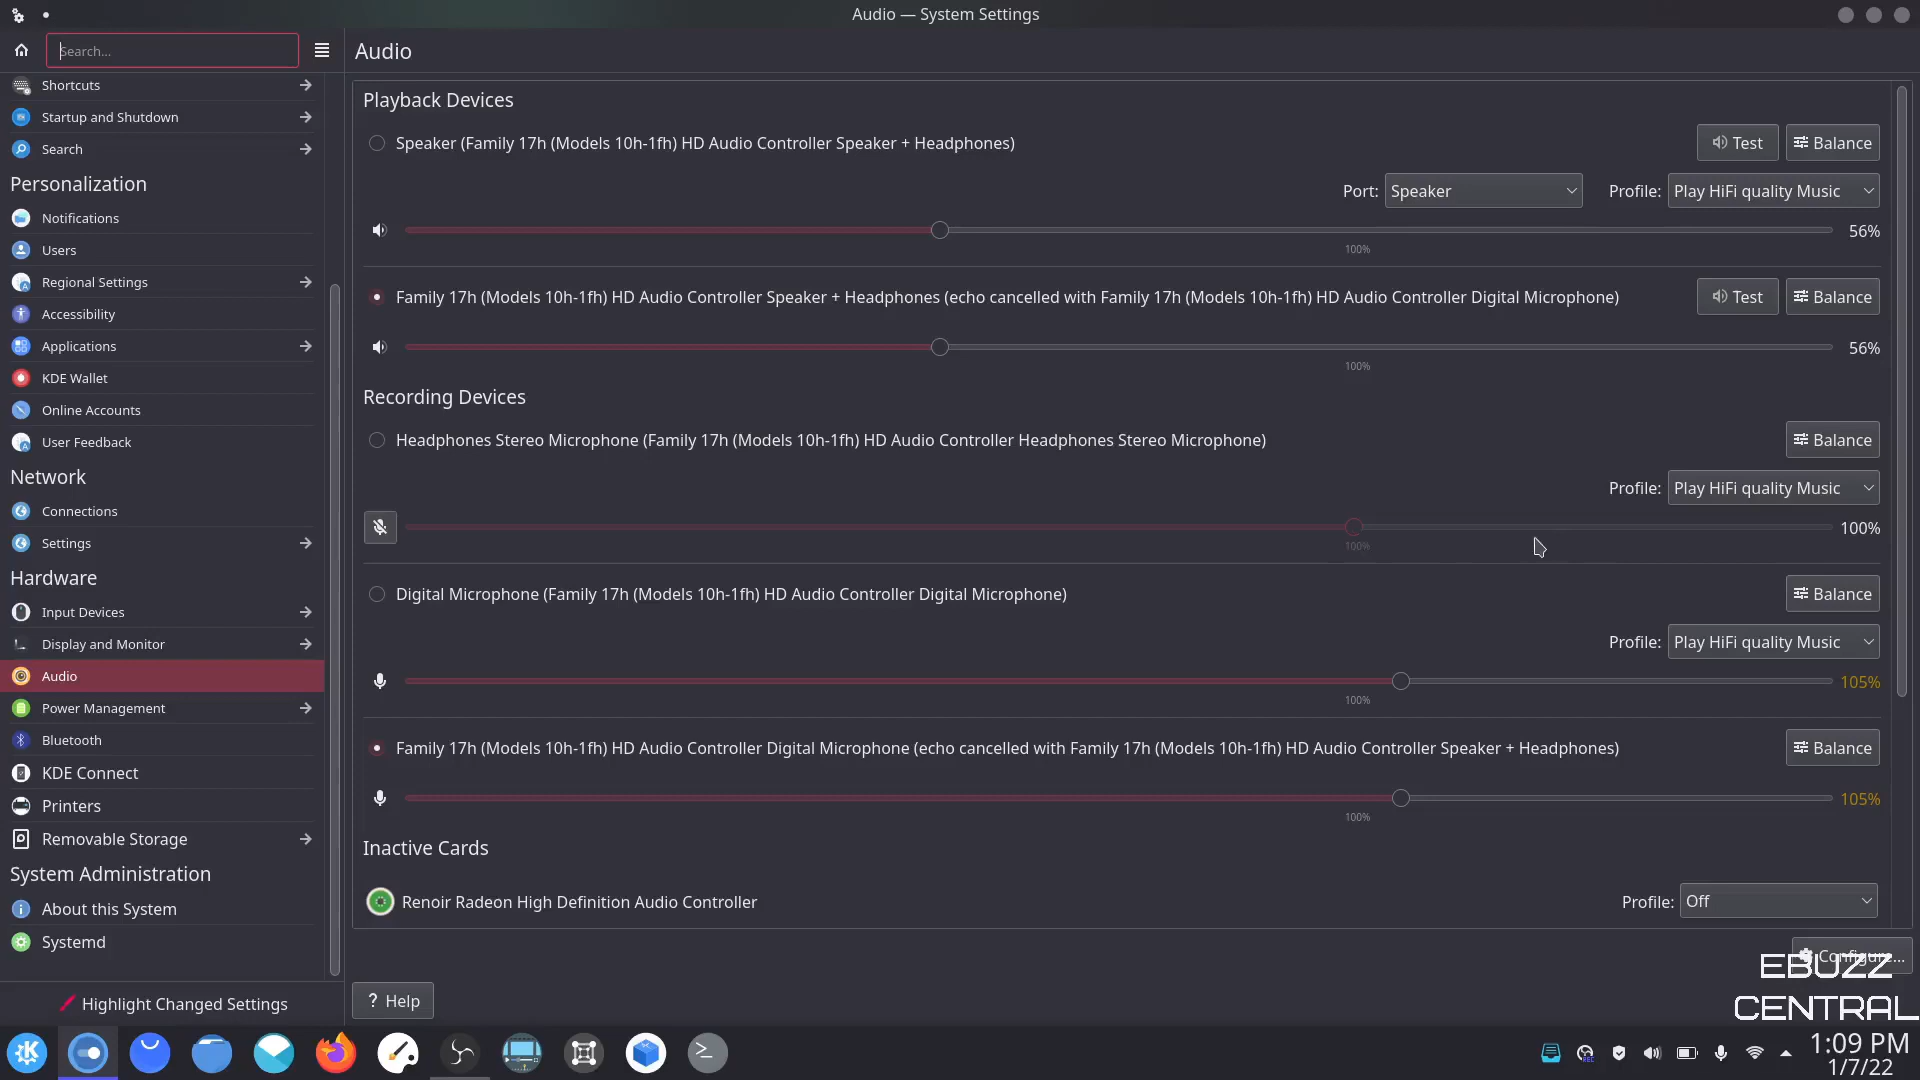 Audio — System Settings
Search...
Audio
Shortcuts
Startup and Shutdown
Search
Personalization
Notifications
Users
Regional Settings
Accessibility
Applications
KDE Wallet
Online Accounts
User Feedback
Network
Connections
Settings
Hardware
Input Devices
Display and Monitor
Audio
Power Management
Bluetooth
KDE Connect
Printers
Removable Storage
System Administration
About this System
Systemd
Highlight Changed Settings
Playback Devices
Speaker (Family 17h (Models 10h-1fh) HD Audio Controller Speaker + Headphones)
Test
Balance
Port: Speaker
Profile: Play HiFi quality Music
56%
100%
Family 17h (Models 10h-1fh) HD Audio Controller Speaker + Headphones (echo cancelled with Family 17h (Models 10h-1fh) HD Audio Controller Digital Microphone)
Test
Balance
56%
100%
Recording Devices
Headphones Stereo Microphone (Family 17h (Models 10h-1fh) HD Audio Controller Headphones Stereo Microphone)
Balance
Profile: Play HiFi quality Music
100%
100%
Digital Microphone (Family 17h (Models 10h-1fh) HD Audio Controller Digital Microphone)
Balance
Profile: Play HiFi quality Music
105%
100%
Family 17h (Models 10h-1fh) HD Audio Controller Digital Microphone (echo cancelled with Family 17h (Models 10h-1fh) HD Audio Controller Speaker + Headphones)
Balance
105%
100%
Inactive Cards
Renoir Radeon High Definition Audio Controller
Profile: Off
Configure...
? Help
EBUZZ
CENTRAL
1:09 PM
1/7/22